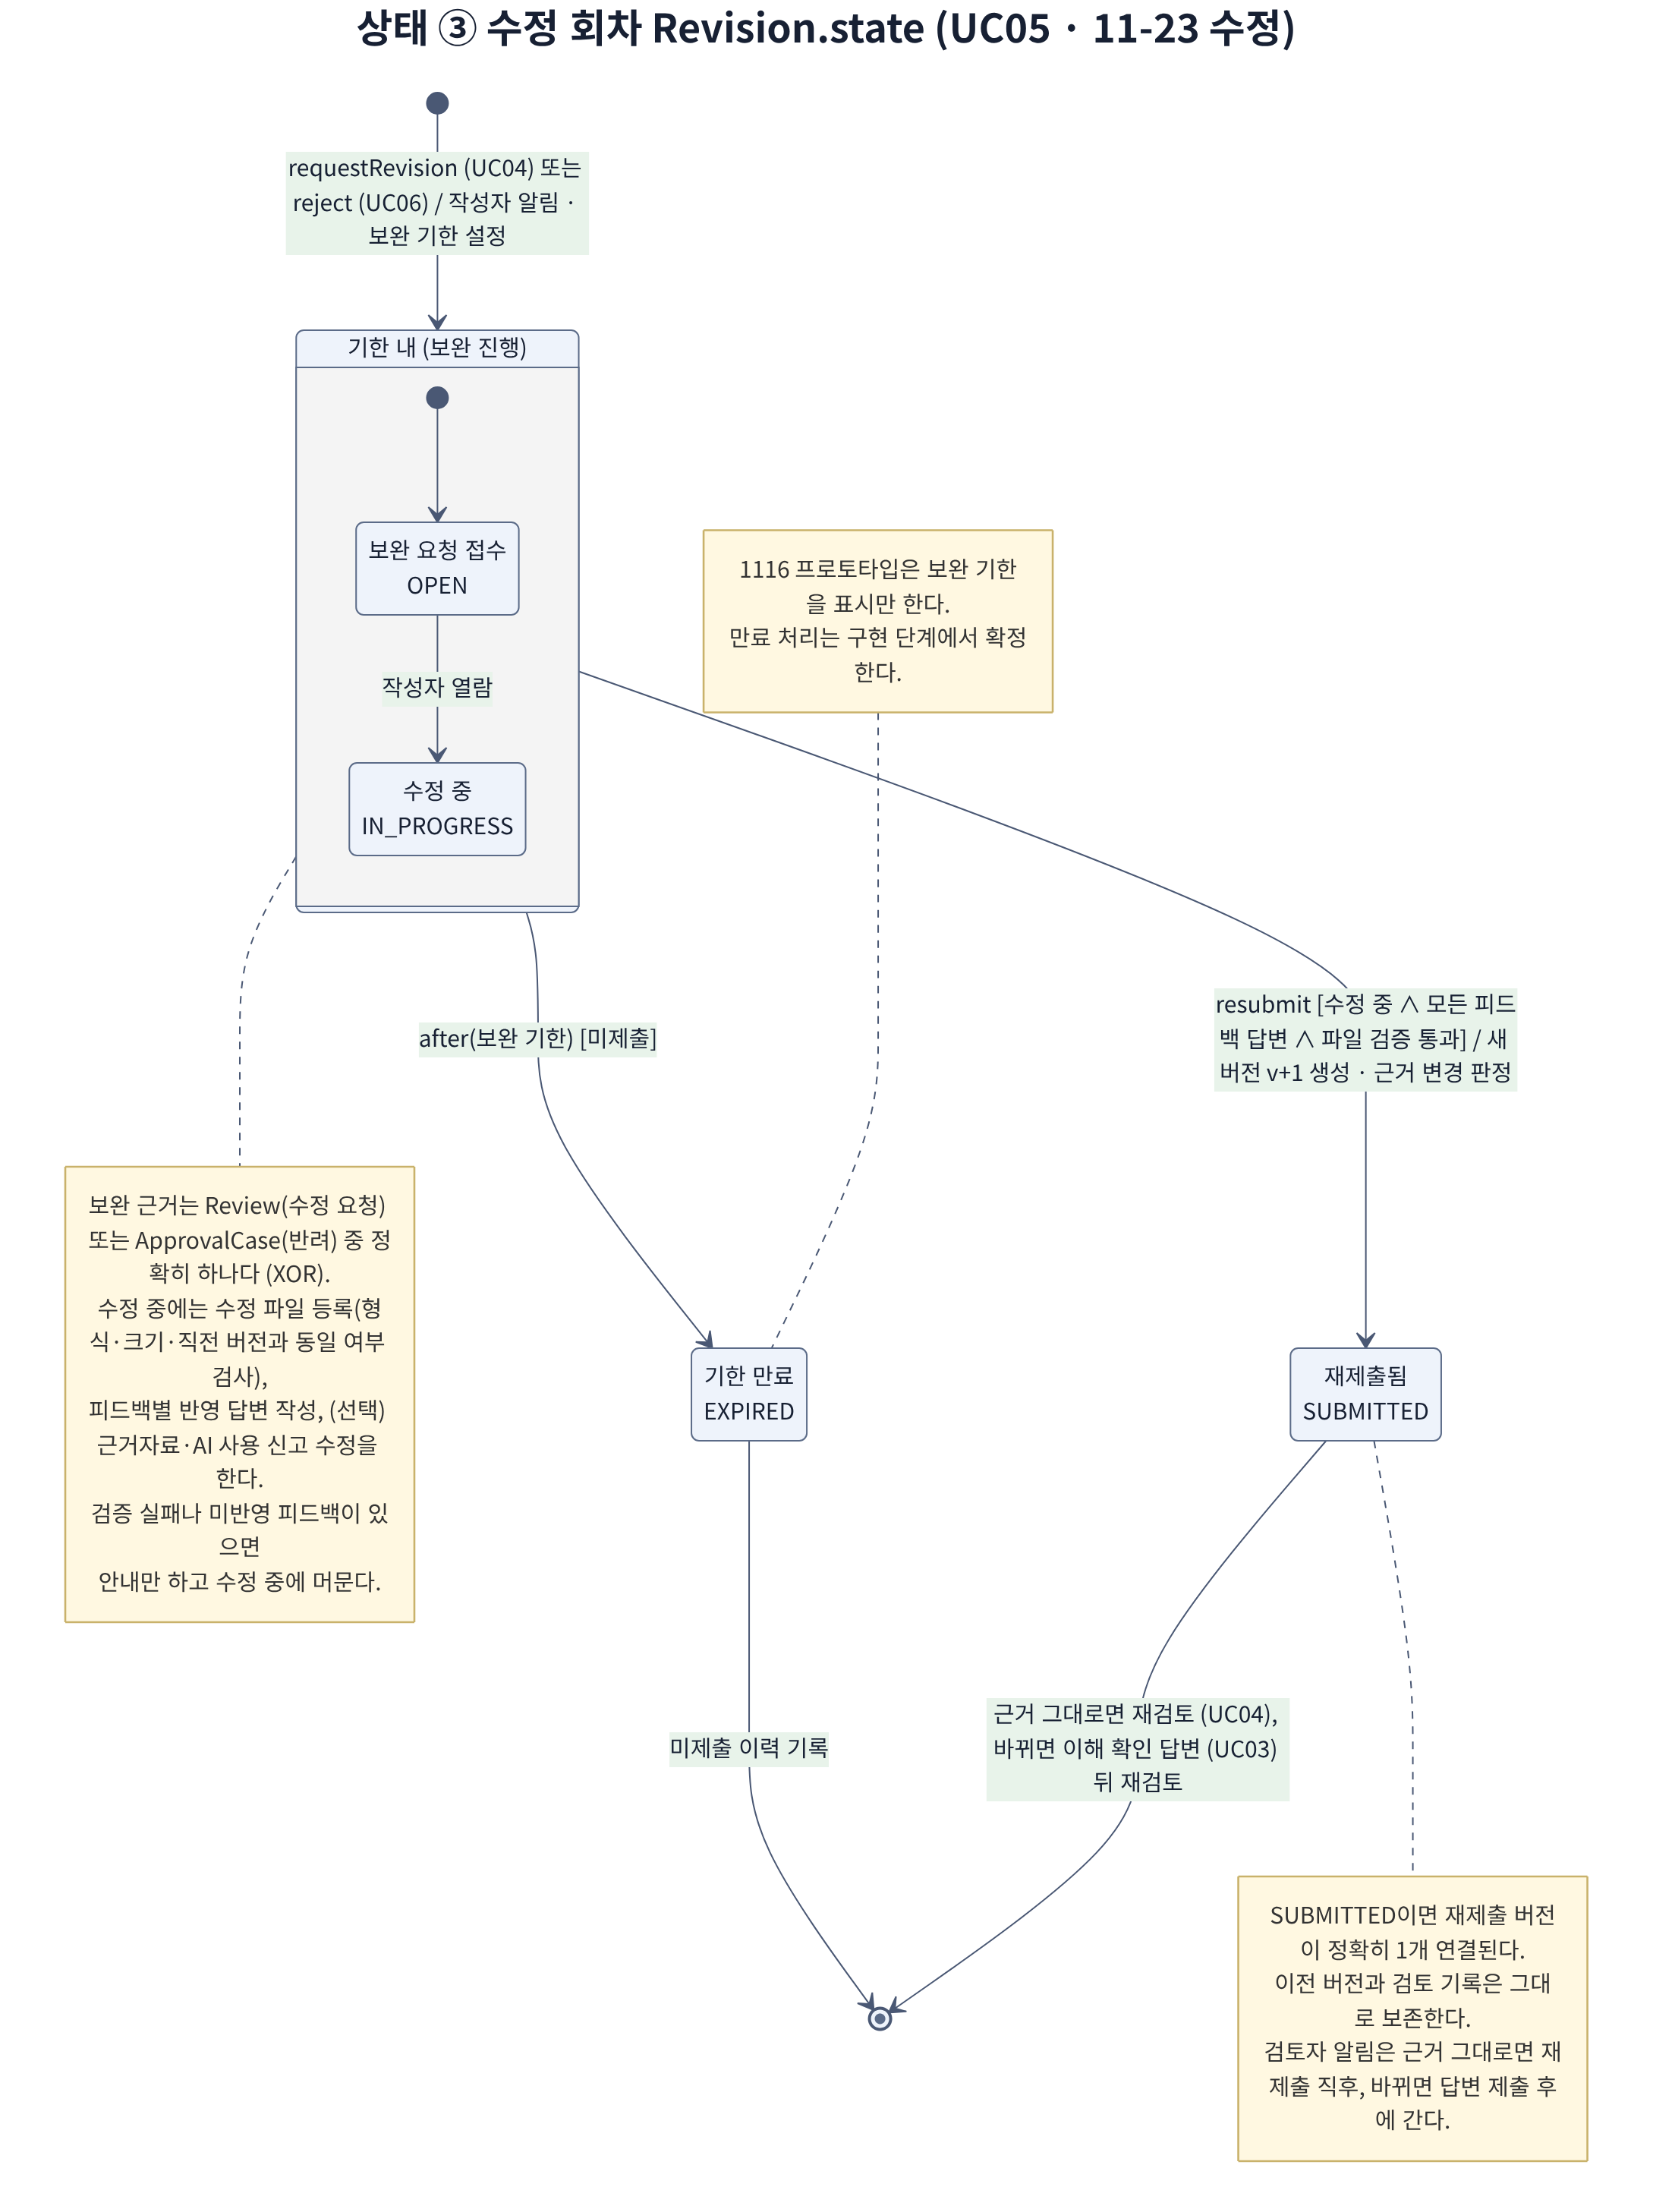 상태 ③ 수정 회차 Revision.state (UC05 · 11-23 수정)
requestRevision (UC04) 또는
reject (UC06) / 작성자 알림 ·
보완 기한 설정
기한 내 (보완 진행)
보완 요청 접수
OPEN
작성자 열람
수정 중
IN_PROGRESS
1116 프로토타입은 보완 기한
을 표시만 한다.
만료 처리는 구현 단계에서 확정
한다.
after(보완 기한) [미제출]
resubmit [수정 중 ∧ 모든 피드
백 답변 ∧ 파일 검증 통과] / 새
버전 v+1 생성 · 근거 변경 판정
보완 근거는 Review(수정 요청)
또는 ApprovalCase(반려) 중 정
확히 하나다 (XOR).
수정 중에는 수정 파일 등록(형
식·크기·직전 버전과 동일 여부
검사),
피드백별 반영 답변 작성, (선택)
근거자료·AI 사용 신고 수정을
한다.
검증 실패나 미반영 피드백이 있
으면
안내만 하고 수정 중에 머문다.
기한 만료
EXPIRED
재제출됨
SUBMITTED
미제출 이력 기록
근거 그대로면 재검토 (UC04),
바뀌면 이해 확인 답변 (UC03)
뒤 재검토
SUBMITTED이면 재제출 버전
이 정확히 1개 연결된다.
이전 버전과 검토 기록은 그대
로 보존한다.
검토자 알림은 근거 그대로면 재
제출 직후, 바뀌면 답변 제출 후
에 간다.